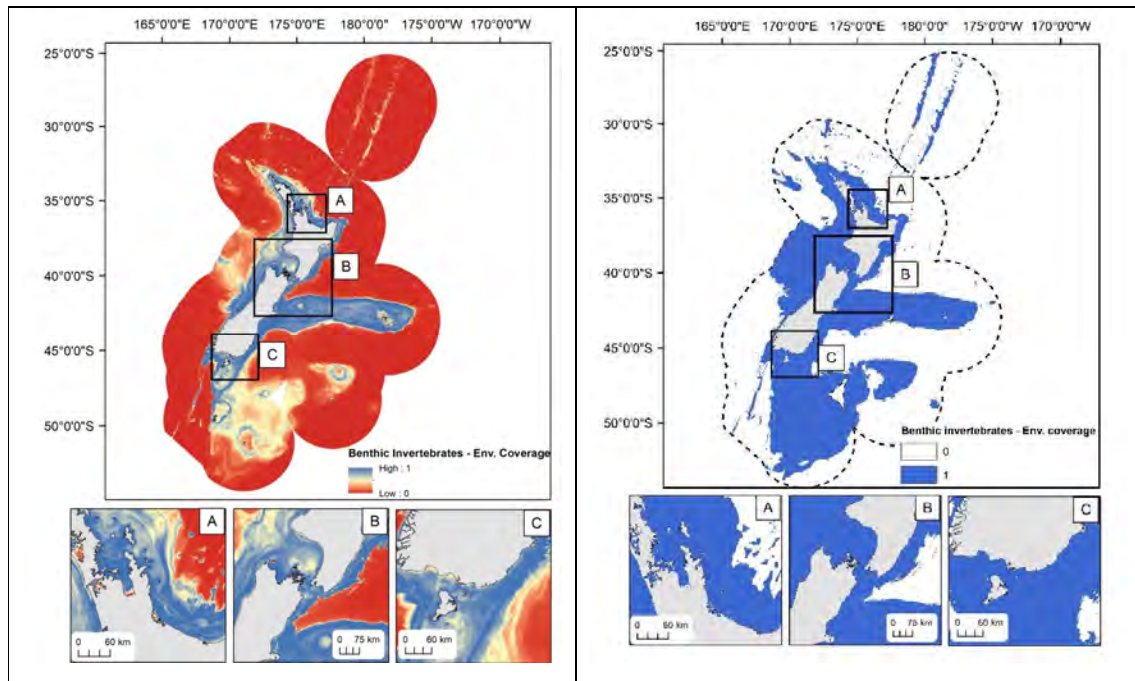 165°0'0"E 170°0'0"E 175°0'0"E 180°0'0" 175°0'0"W 170°0'0"W
25°0'0"S
30°0'0"S
35°0'0"S
40°0'0"S
45°0'0"S
50°0'0"S
A
B
C
Benthic Invertebrates - Env. Coverage
High : 1
Low : 0
A
0 60 km
B
0 75 km
C
0 60 km
165°0'0"E 170°0'0"E 175°0'0"E 180°0'0" 175°0'0"W 170°0'0"W
25°0'0"S
30°0'0"S
35°0'0"S
40°0'0"S
45°0'0"S
50°0'0"S
A
B
C
Benthic invertebrates - Env. coverage
0
1
A
0 60 km
B
0 75 km
C
0 60 km